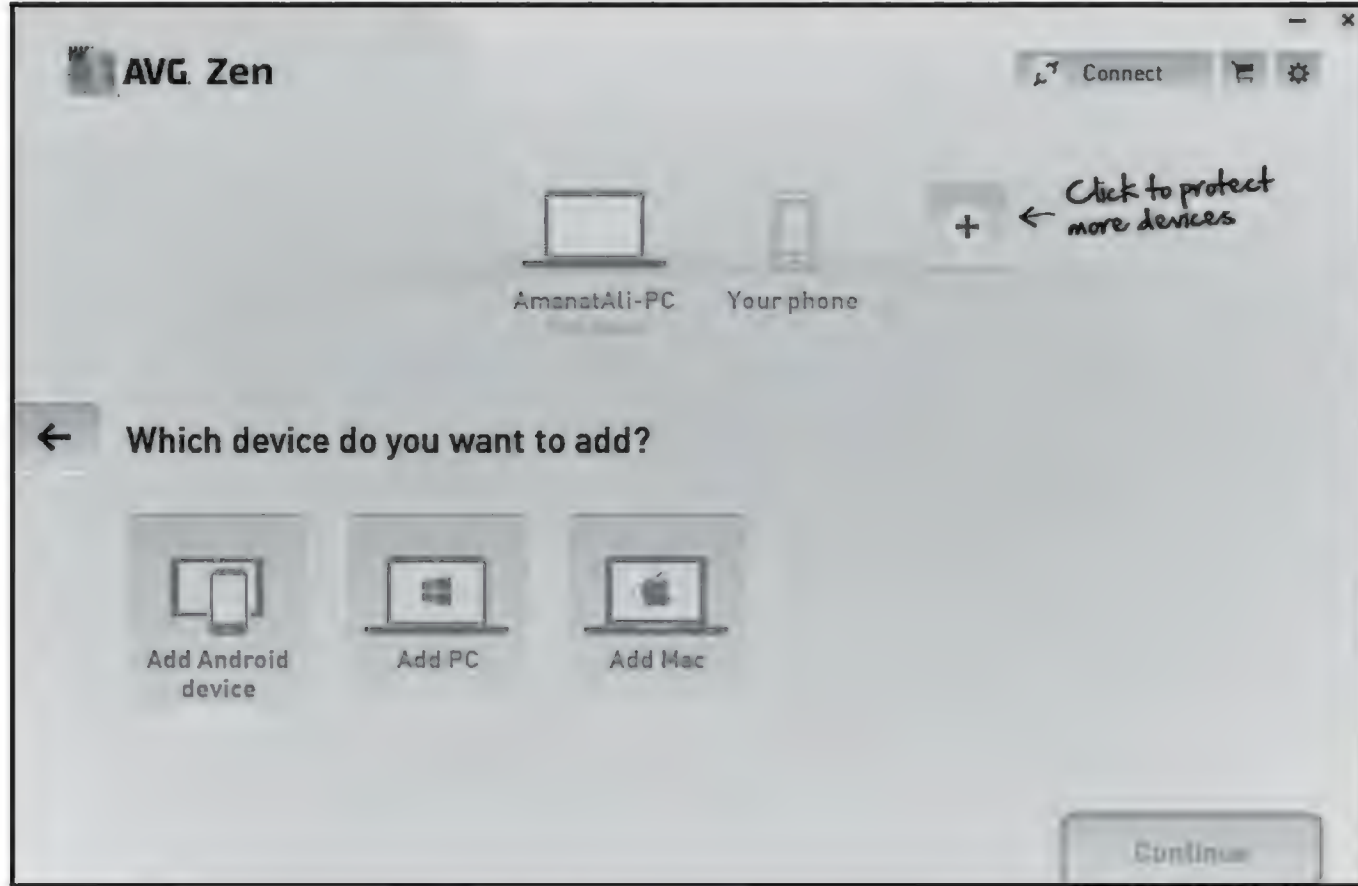 AVG Zen
Connect
Click to protect
more devices
AmanatAli-PC
Your phone
Which device do you want to add?
Add Android
device
Add PC
Add Mac
Continue